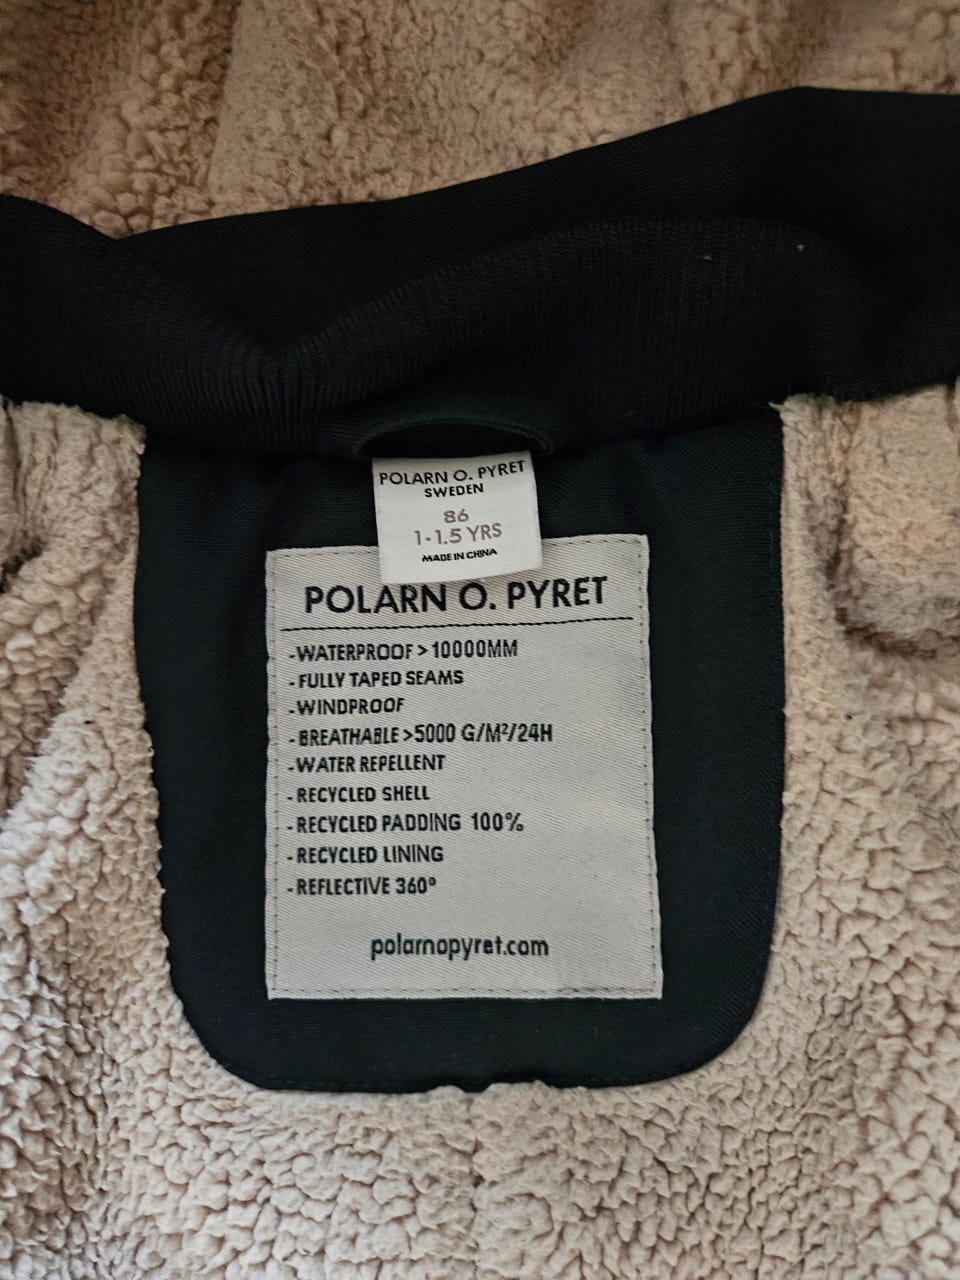 POLARN O. PYRET
SWEDEN
86
1-1.5 YRS
MADE IN CHINA
POLARN O. PYRET
-WATERPROOF > 10000MM
-FULLY TAPED SEAMS
-WINDPROOF
-BREATHABLE >5000 G/M²/24H
-WATER REPELLENT
-RECYCLED SHELL
-RECYCLED PADDING 100%
-RECYCLED LINING
-REFLECTIVE 360°
polarnopyret.com